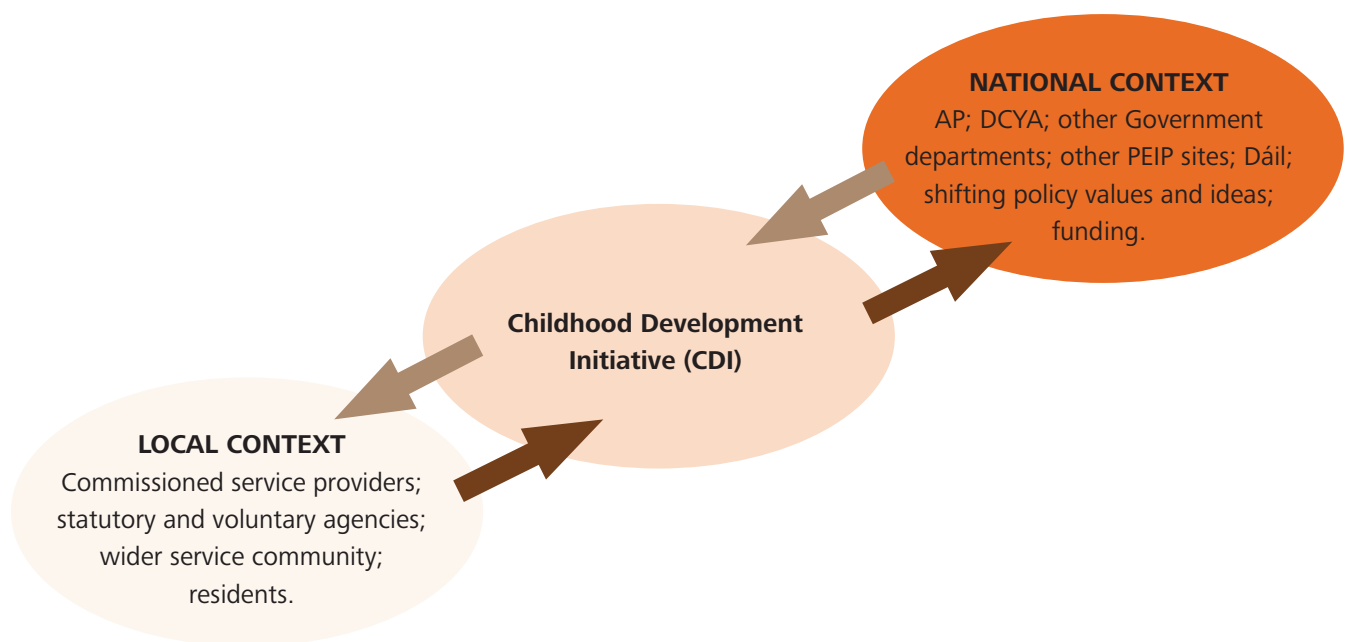 NATIONAL CONTEXT
AP; DCYA; other Government
departments; other PEIP sites; Dáil;
shifting policy values and ideas;
funding.
Childhood Development
Initiative (CDI)
LOCAL CONTEXT
Commissioned service providers;
statutory and voluntary agencies;
wider service community;
residents.